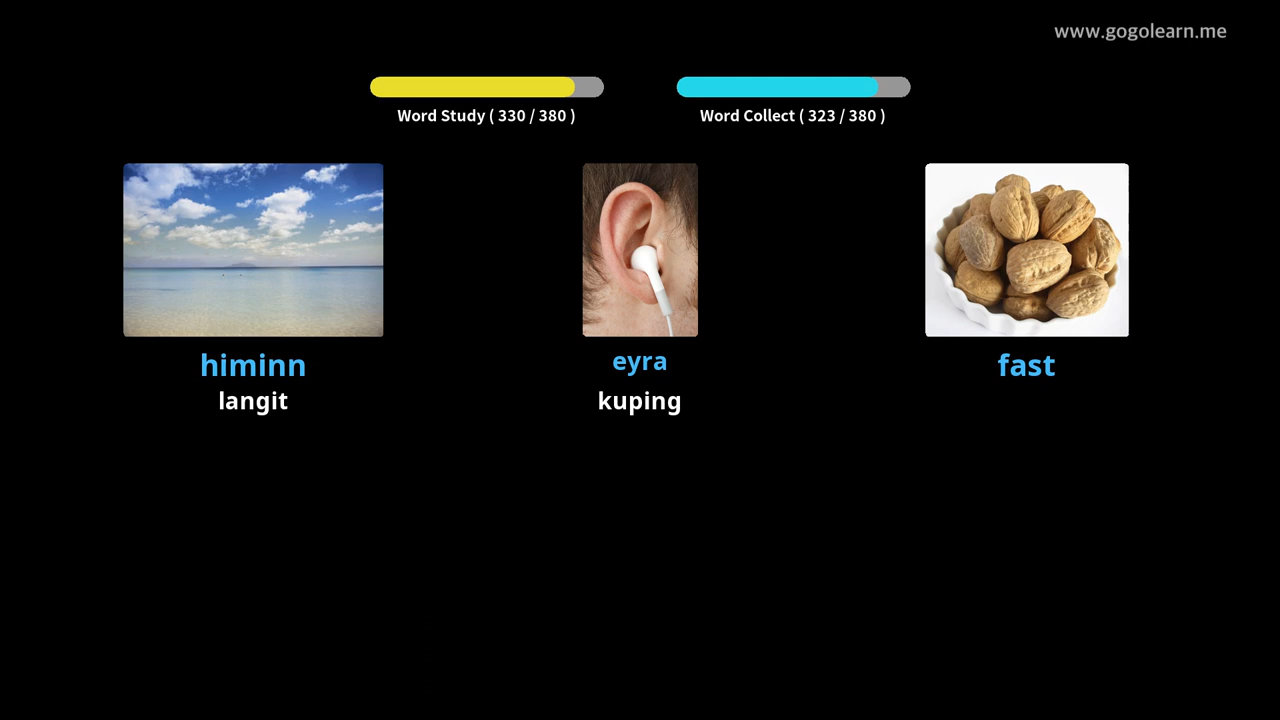 www.gogolearn.me
Word Study ( 330 / 380 )
Word Collect ( 323 / 380 )
himinn
langit
eyra
kuping
fast